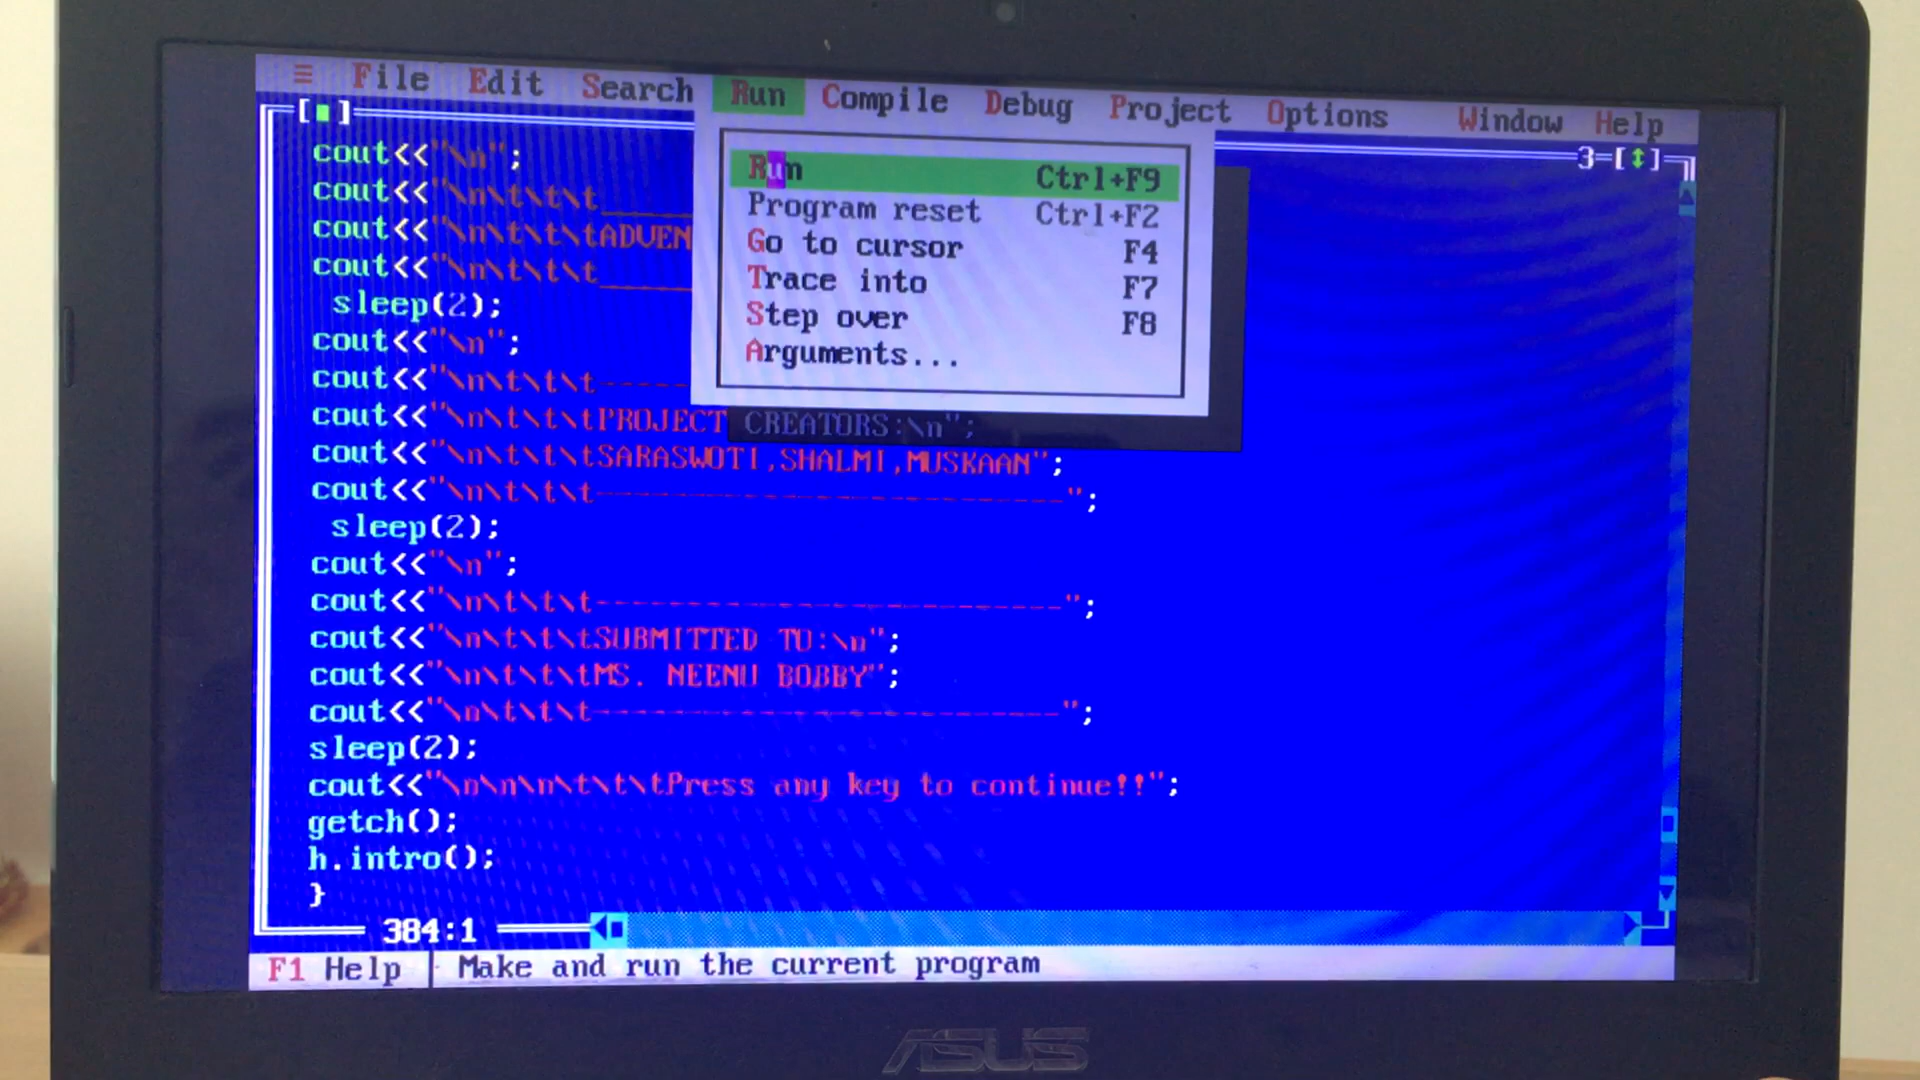 ≡ File Edit Search Run Compile Debug Project Options Window Help
[■] 3=[↕]
Run Ctrl+F9
Program reset Ctrl+F2
Go to cursor F4
Trace into F7
Step over F8
Arguments...
cout<<"\n";
cout<<"\n\t\t\t______
cout<<"\n\t\t\tADVEN
cout<<"\n\t\t\t______
sleep(2);
cout<<"\n";
cout<<"\n\t\t\t-----
cout<<"\n\t\t\tPROJECT CREATORS:\n";
cout<<"\n\t\t\tSARASWOTI,SHALMI,MUSKAAN";
cout<<"\n\t\t\t--------------------------";
sleep(2);
cout<<"\n";
cout<<"\n\t\t\t--------------------------";
cout<<"\n\t\t\tSUBMITTED TO:\n";
cout<<"\n\t\t\tMS. NEENU BOBBY";
cout<<"\n\t\t\t--------------------------";
sleep(2);
cout<<"\n\n\n\t\t\tPress any key to continue!!";
getch();
h.intro();
}
384:1
F1 Help | Make and run the current program
ASUS